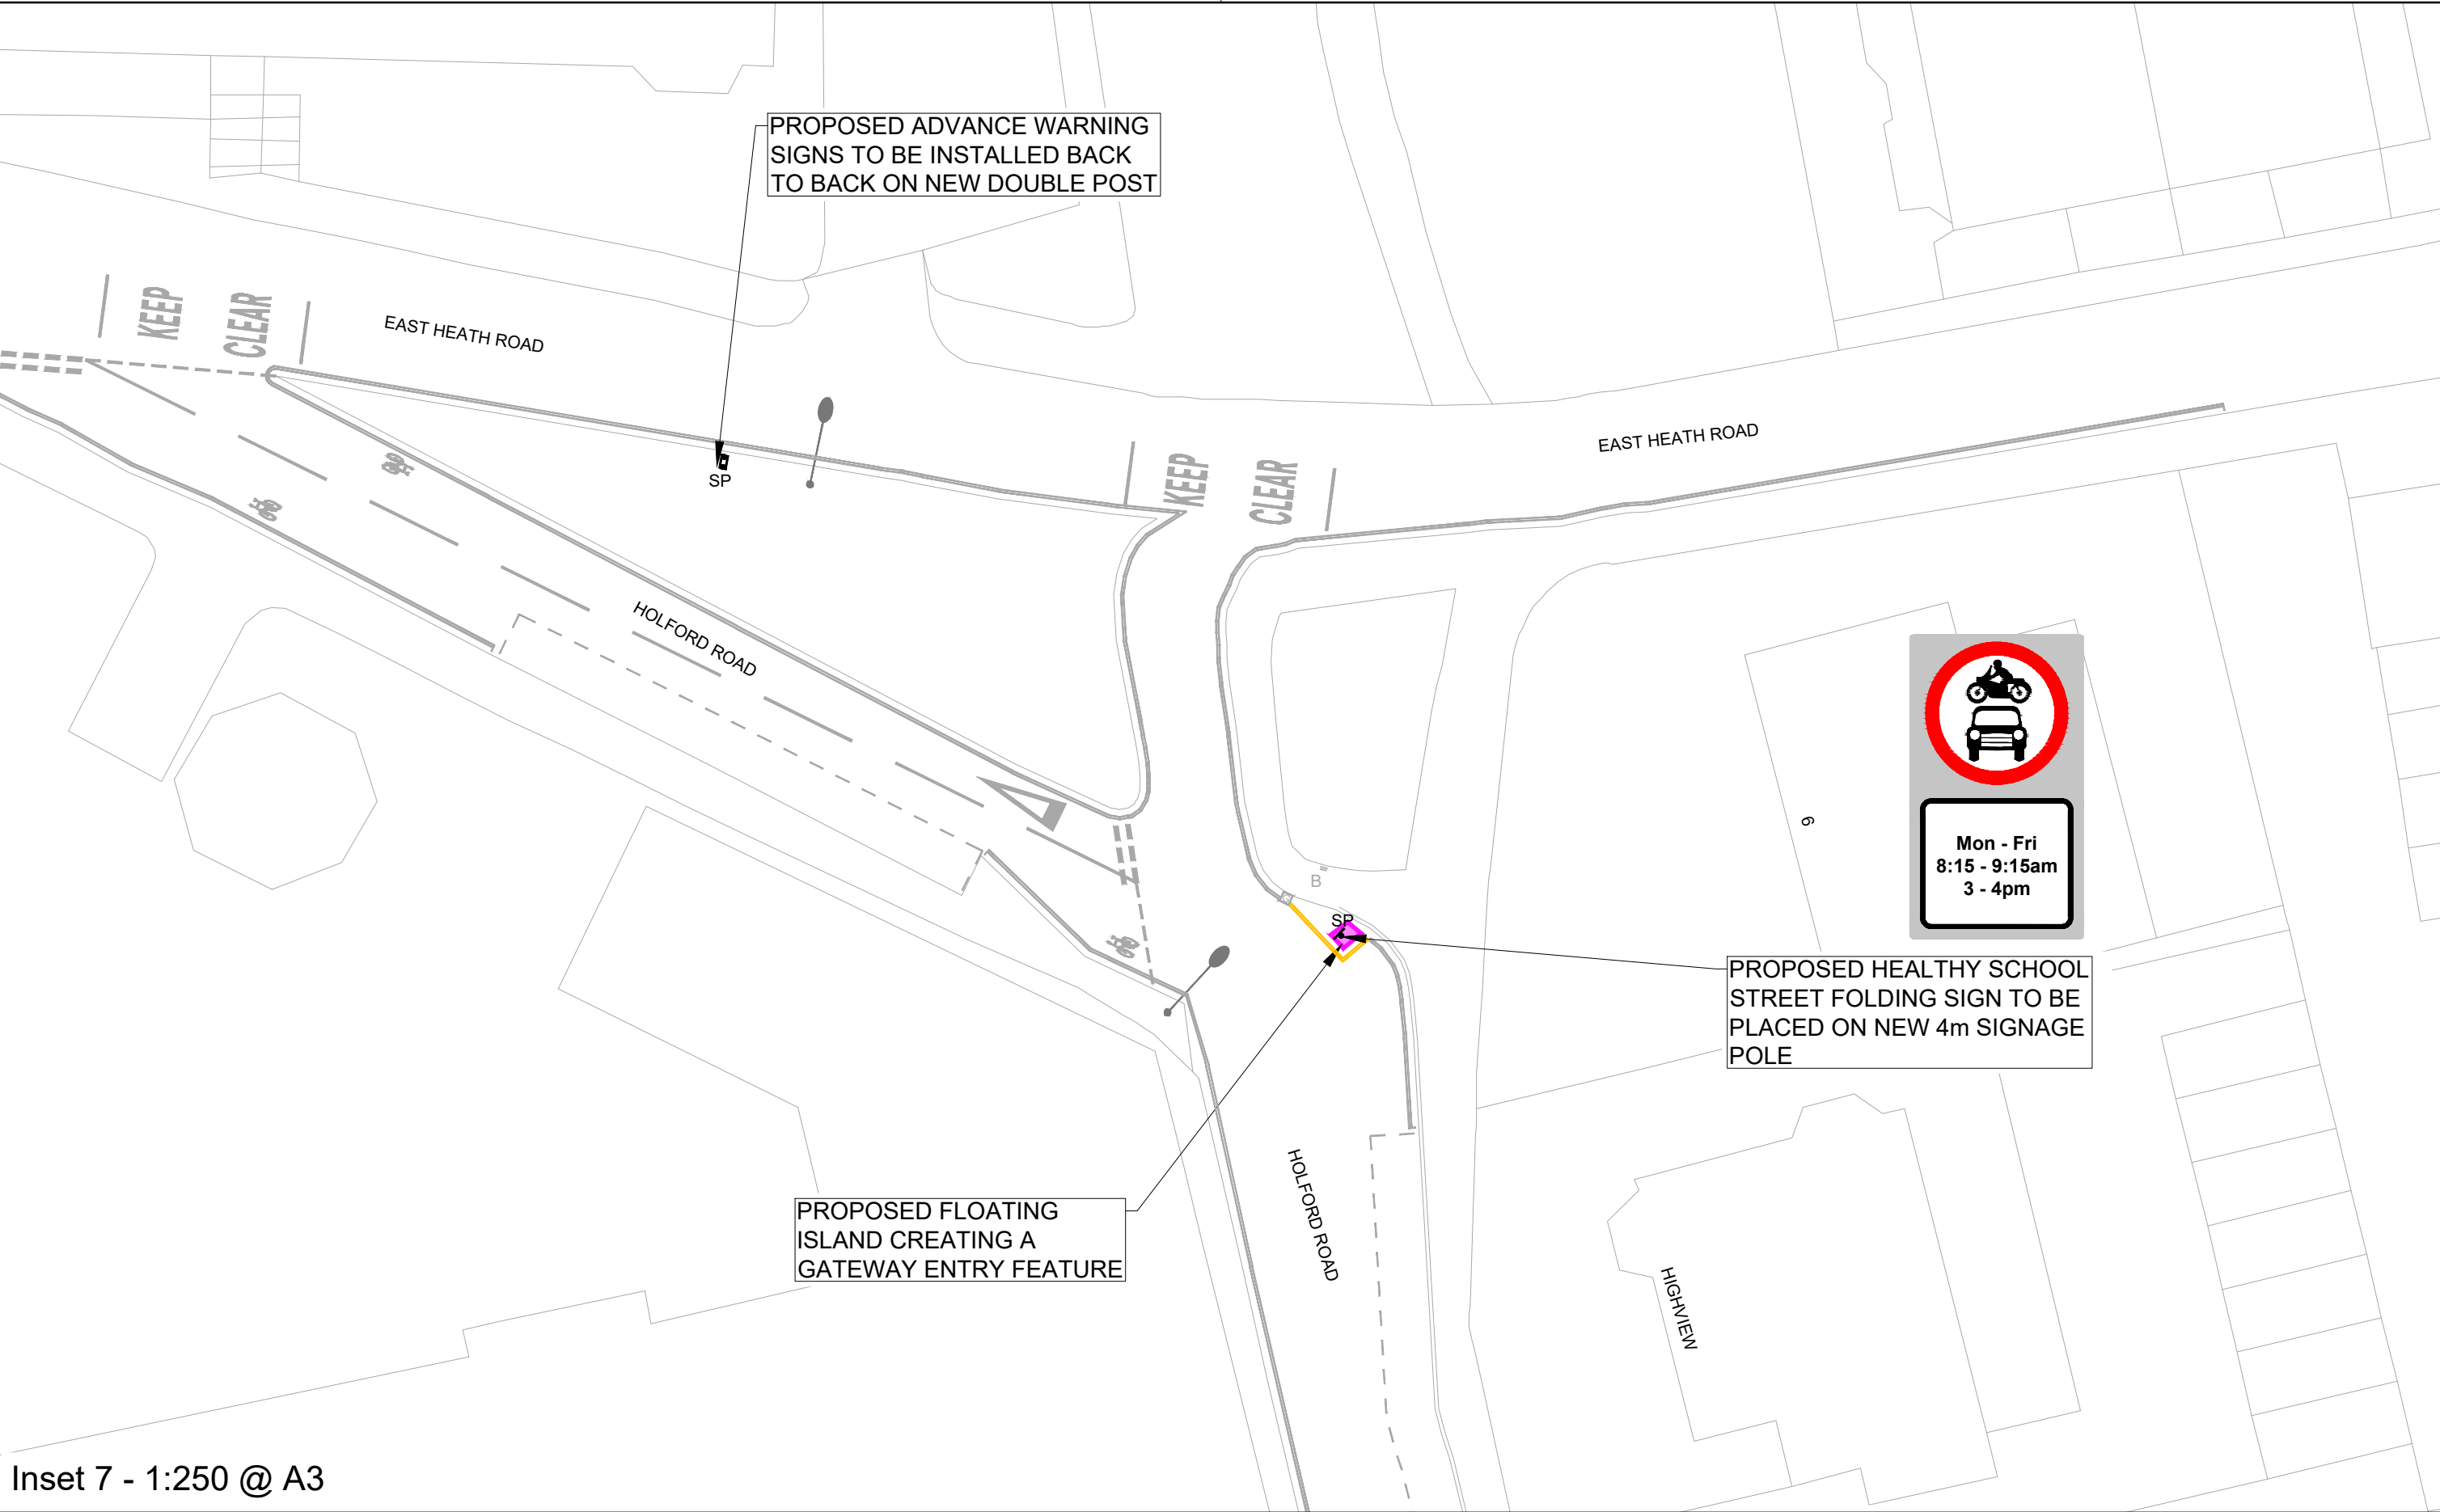 PROPOSED ADVANCE WARNING
SIGNS TO BE INSTALLED BACK
TO BACK ON NEW DOUBLE POST
KEEP
CLEAR
EAST HEATH ROAD
EAST HEATH ROAD
KEEP
CLEAR
SP
HOLFORD ROAD
6
Mon - Fri
8:15 - 9:15am
3 - 4pm
B
SP
PROPOSED HEALTHY SCHOOL
STREET FOLDING SIGN TO BE
PLACED ON NEW 4m SIGNAGE
POLE
PROPOSED FLOATING
ISLAND CREATING A
GATEWAY ENTRY FEATURE
HOLFORD ROAD
HIGHVIEW
Inset 7 - 1:250 @ A3